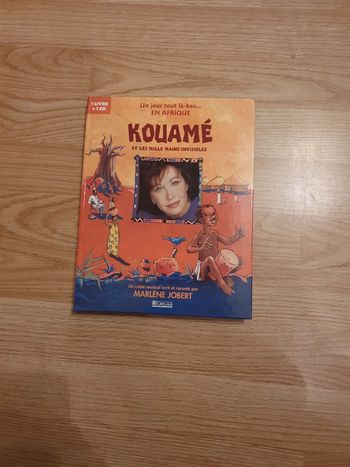 1 LIVRE
+ 1 CD
Un jour tout là-bas...
EN AFRIQUE
KOUAMÉ
ET LES MILLE MAINS INVISIBLES
Un conte musical écrit et raconté par
MARLÈNE JOBERT
ATLAS